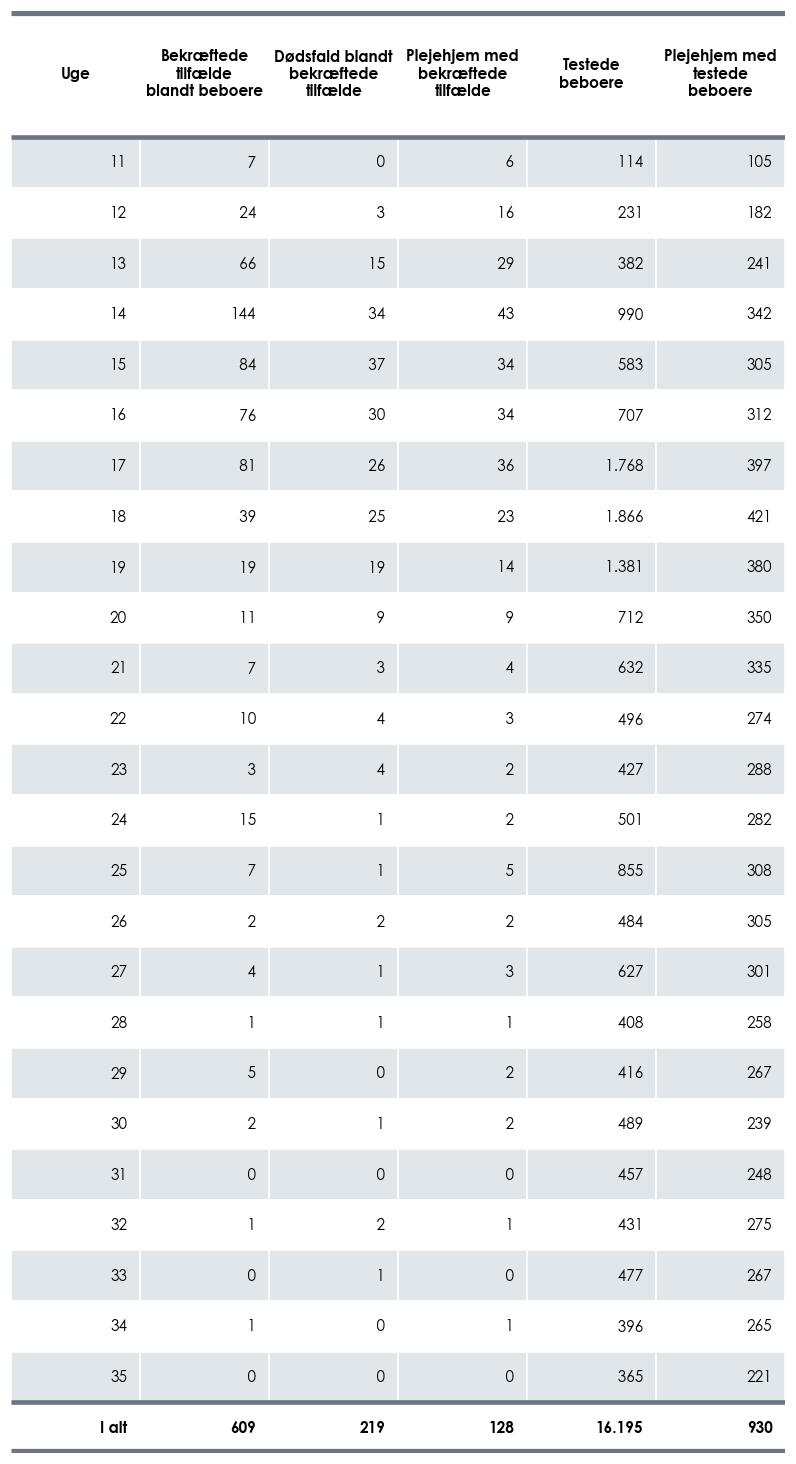 Uge Bekræftede tilfælde blandt beboere Dødsfald blandt bekræftede tilfælde Plejehjem med bekræftede tilfælde Testede beboere Plejehjem med testede beboere
11 7 0 6 114 105
12 24 3 16 231 182
13 66 15 29 382 241
14 144 34 43 990 342
15 84 37 34 583 305
16 76 30 34 707 312
17 81 26 36 1.768 397
18 39 25 23 1.866 421
19 19 19 14 1.381 380
20 11 9 9 712 350
21 7 3 4 632 335
22 10 4 3 496 274
23 3 4 2 427 288
24 15 1 2 501 282
25 7 1 5 855 308
26 2 2 2 484 305
27 4 1 3 627 301
28 1 1 1 408 258
29 5 0 2 416 267
30 2 1 2 489 239
31 0 0 0 457 248
32 1 2 1 431 275
33 0 1 0 477 267
34 1 0 1 396 265
35 0 0 0 365 221
I alt 609 219 128 16.195 930